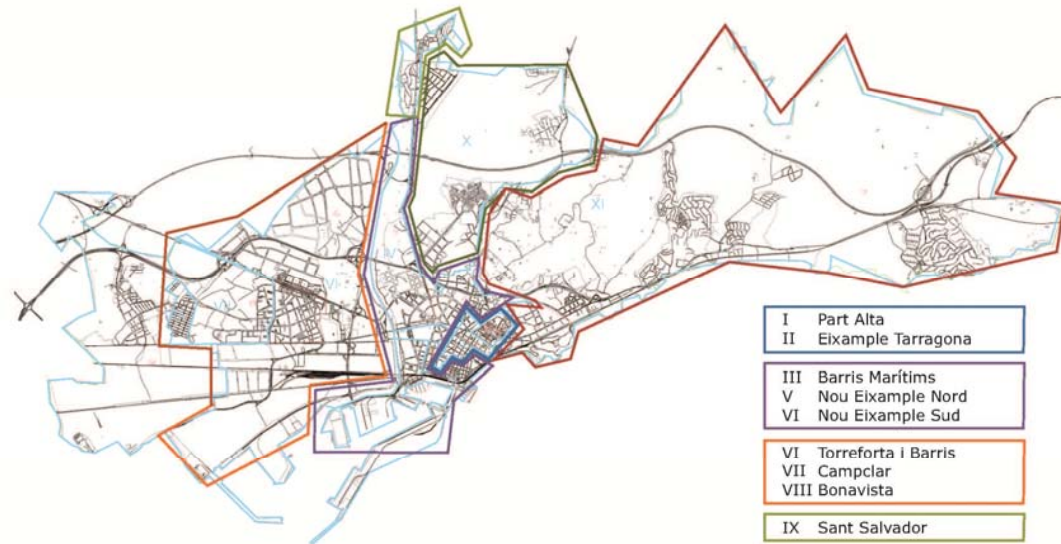 X
XI
VI
I Part Alta
II Eixample Tarragona
III Barris Marítims
V Nou Eixample Nord
VI Nou Eixample Sud
VI Torreforta i Barris
VII Campclar
VIII Bonavista
IX Sant Salvador